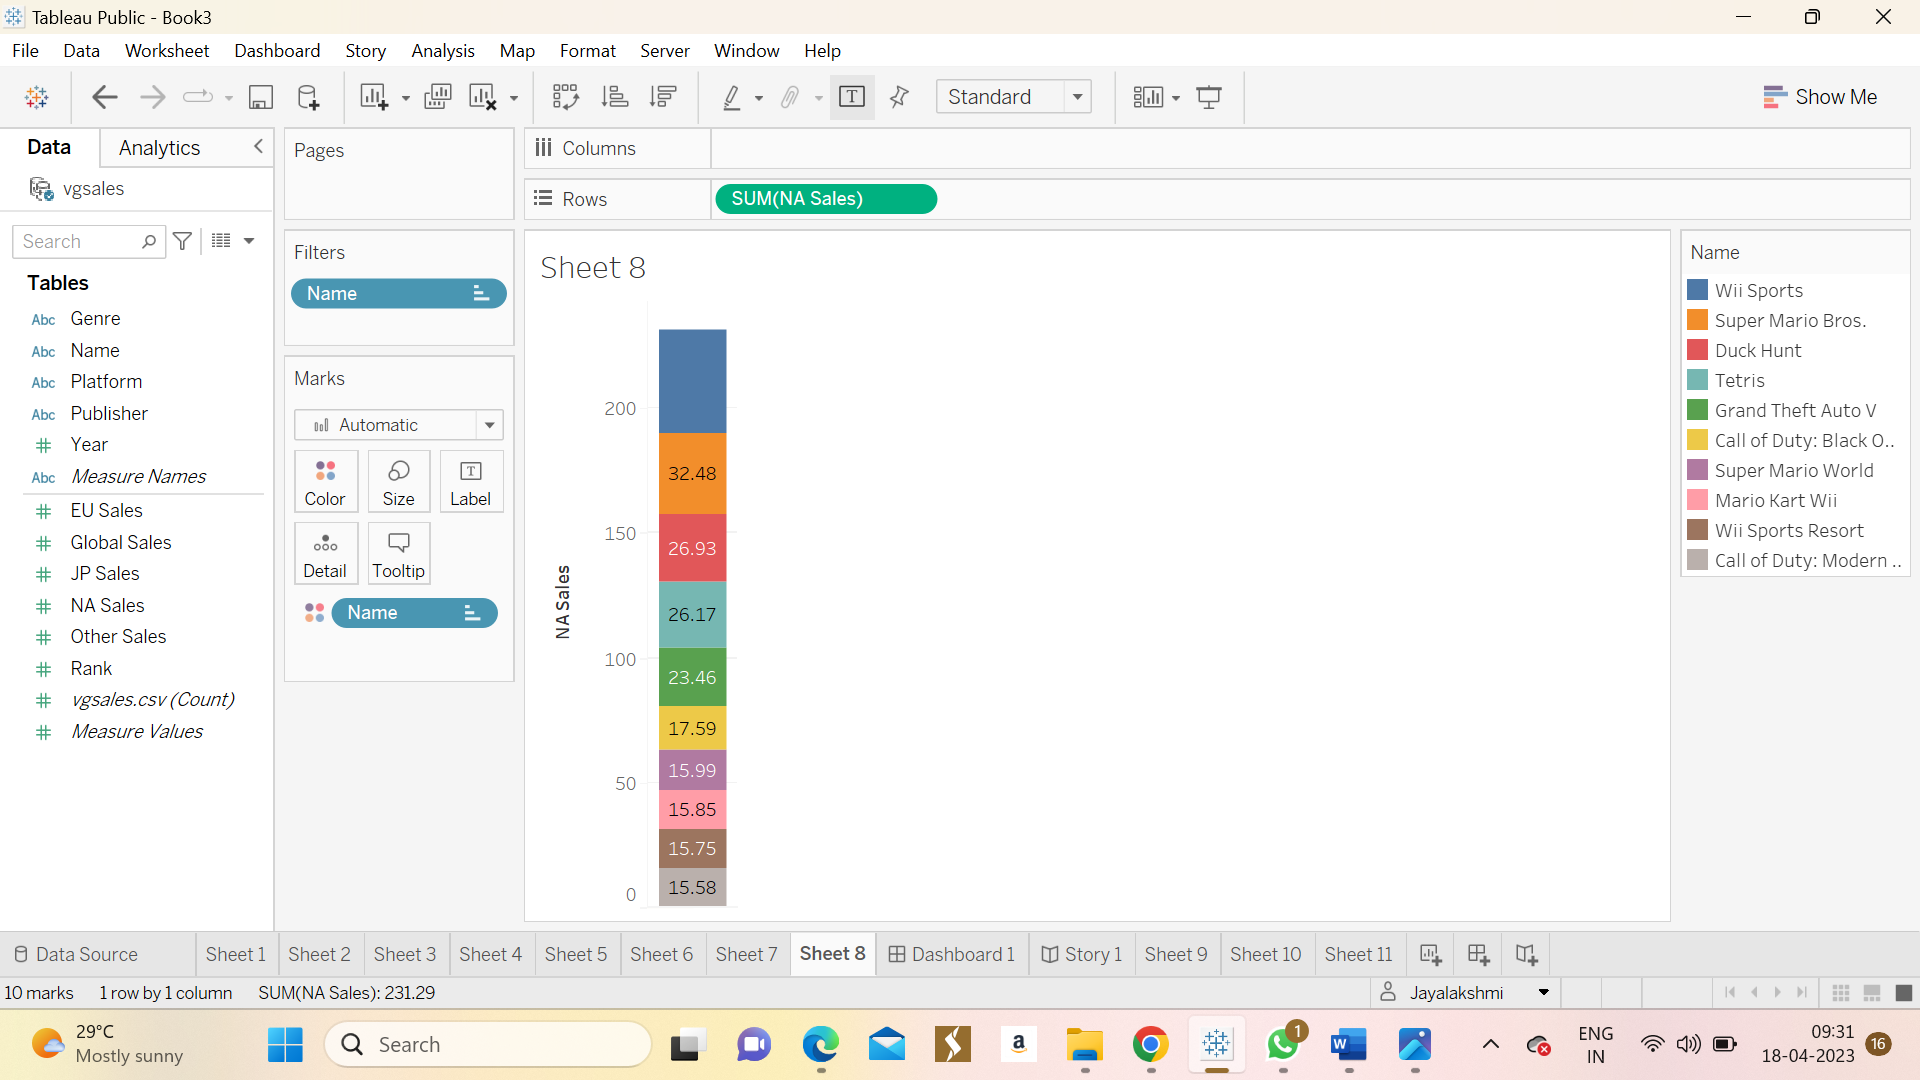 Tableau Public - Book3
File Data Worksheet Dashboard Story Analysis Map Format Server Window Help
Standard
Show Me
Data Analytics
vgsales
Search
Tables
Abc Genre
Abc Name
Abc Platform
Abc Publisher
# Year
Abc Measure Names
# EU Sales
# Global Sales
# JP Sales
# NA Sales
# Other Sales
# Rank
# vgsales.csv (Count)
# Measure Values
Pages
Filters
Name
Marks
Automatic
Color Size Label
Detail Tooltip
Name
Columns
Rows SUM(NA Sales)
Sheet 8
NA Sales
200
150
100
50
0
32.48
26.93
26.17
23.46
17.59
15.99
15.85
15.75
15.58
Name
Wii Sports
Super Mario Bros.
Duck Hunt
Tetris
Grand Theft Auto V
Call of Duty: Black O..
Super Mario World
Mario Kart Wii
Wii Sports Resort
Call of Duty: Modern ..
Data Source Sheet 1 Sheet 2 Sheet 3 Sheet 4 Sheet 5 Sheet 6 Sheet 7 Sheet 8 Dashboard 1 Story 1 Sheet 9 Sheet 10 Sheet 11
10 marks 1 row by 1 column SUM(NA Sales): 231.29 Jayalakshmi
29°C
Mostly sunny
Search
a
1
W
ENG
IN
09:31
18-04-2023
16